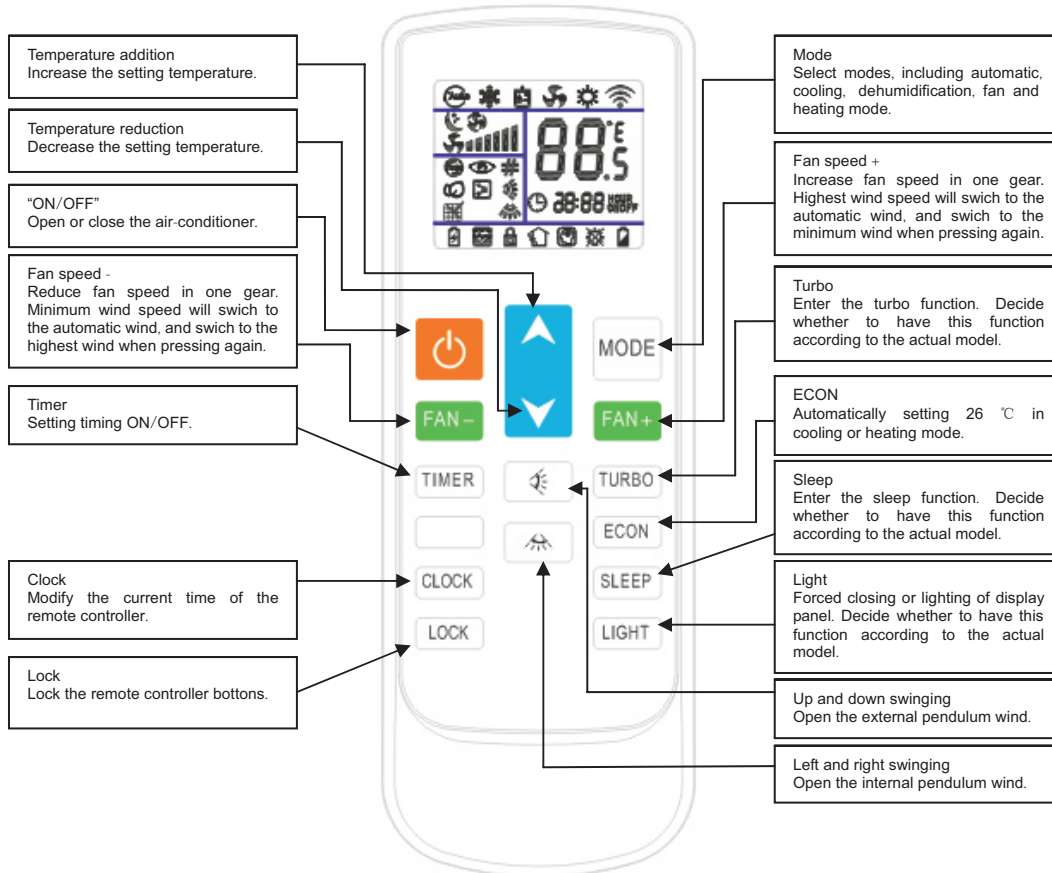 Temperature addition
Increase the setting temperature.
Temperature reduction
Decrease the setting temperature.
“ON/OFF”
Open or close the air-conditioner.
Fan speed -
Reduce fan speed in one gear.
Minimum wind speed will swich to
the automatic wind, and swich to the
highest wind when pressing again.
Timer
Setting timing ON/OFF.
Clock
Modify the current time of the
remote controller.
Lock
Lock the remote controller bottons.
Auto
88°E
.5
28:88 HOUR
ON OFF
MODE
FAN - FAN +
TIMER TURBO
ECON
CLOCK SLEEP
LOCK LIGHT
Mode
Select modes, including automatic,
cooling, dehumidification, fan and
heating mode.
Fan speed +
Increase fan speed in one gear.
Highest wind speed will swich to the
automatic wind, and swich to the
minimum wind when pressing again.
Turbo
Enter the turbo function. Decide
whether to have this function
according to the actual model.
ECON
Automatically setting 26 ℃ in
cooling or heating mode.
Sleep
Enter the sleep function. Decide
whether to have this function
according to the actual model.
Light
Forced closing or lighting of display
panel. Decide whether to have this
function according to the actual
model.
Up and down swinging
Open the external pendulum wind.
Left and right swinging
Open the internal pendulum wind.